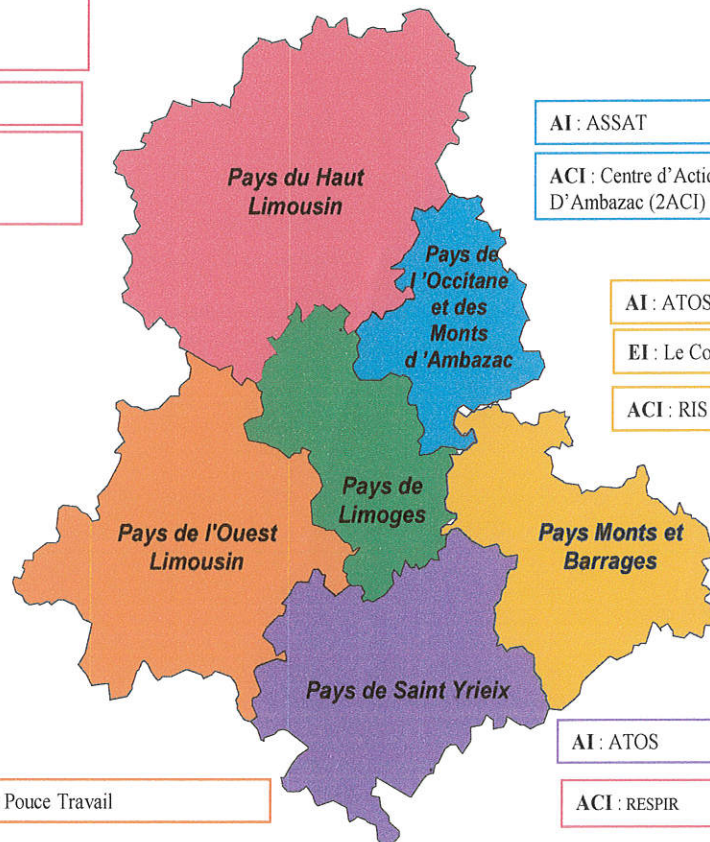 AI : ASSAT
ACI : Centre d'Actio
D'Ambazac (2ACI)
Pays du Haut
Limousin
Pays de
l 'Occitane
et des
Monts
d 'Ambazac
AI : ATOS
EI : Le Co
ACI : RIS
Pays de
Limoges
Pays de l'Ouest
Limousin
Pays Monts et
Barrages
Pays de Saint Yrieix
AI : ATOS
Pouce Travail
ACI : RESPIR